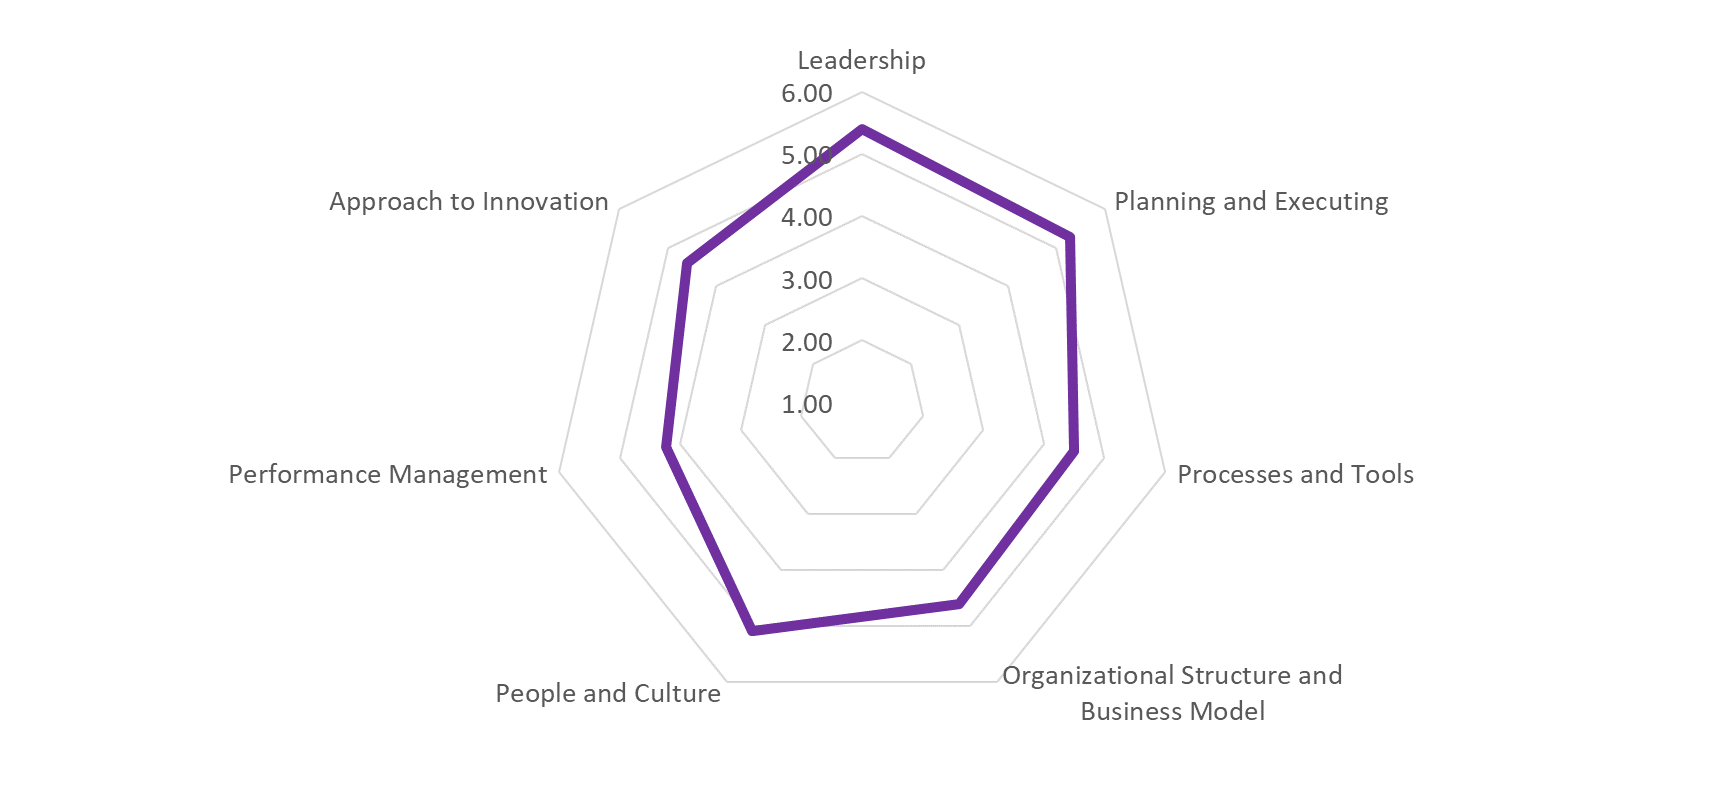 Leadership
6.00
5.00
4.00
3.00
2.00
1.00
Planning and Executing
Processes and Tools
Organizational Structure and
Business Model
People and Culture
Performance Management
Approach to Innovation